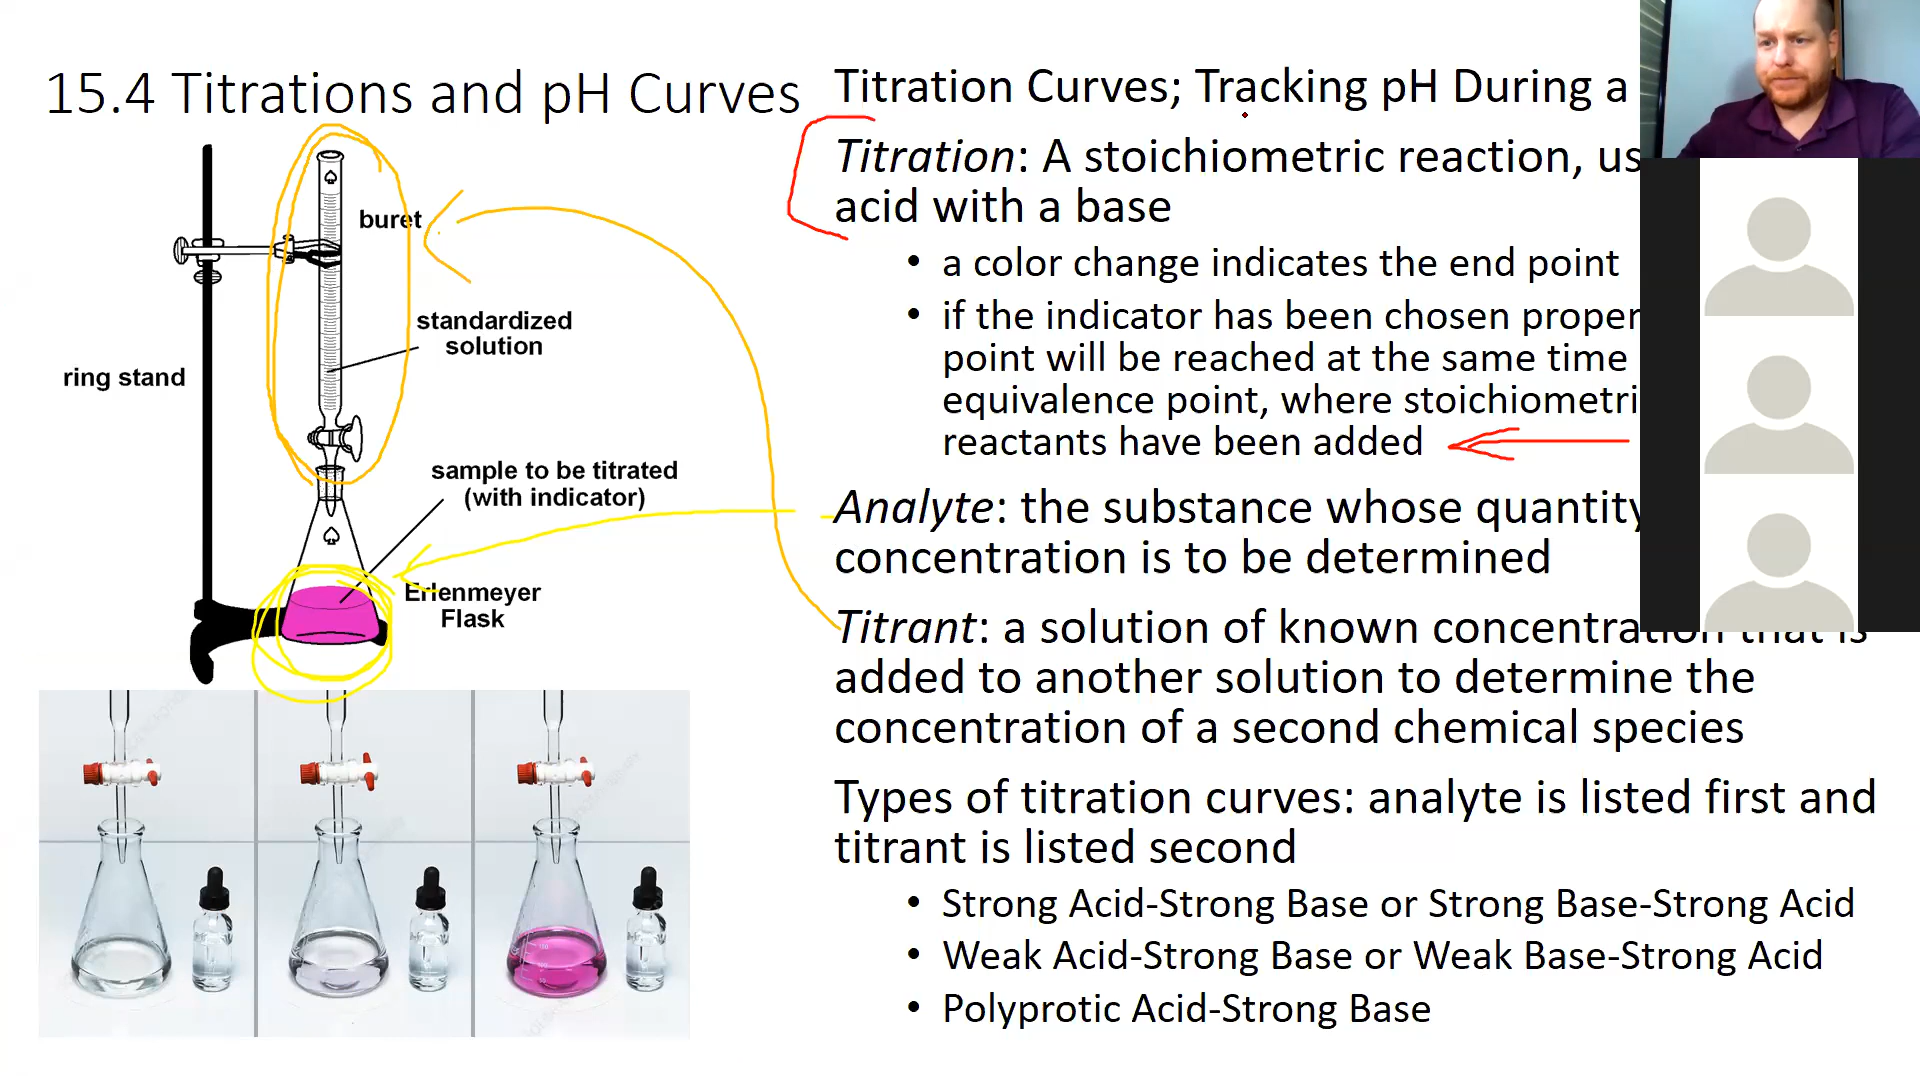 15.4 Titrations and pH Curves
buret
standardized
solution
ring stand
sample to be titrated
(with indicator)
Erlenmeyer
Flask
Titration Curves; Tracking pH During a
Titration: A stoichiometric reaction,
acid with a base
• a color change indicates the end point
• if the indicator has been chosen
point will be reached at the same time
equivalence point, where
reactants have been added
Analyte: the substance whose quantity
concentration is to be determined
Titrant: a solution of known concentration that is
added to another solution to determine the
concentration of a second chemical species
Types of titration curves: analyte is listed first and
titrant is listed second
• Strong Acid-Strong Base or Strong Base-Strong Acid
• Weak Acid-Strong Base or Weak Base-Strong Acid
• Polyprotic Acid-Strong Base